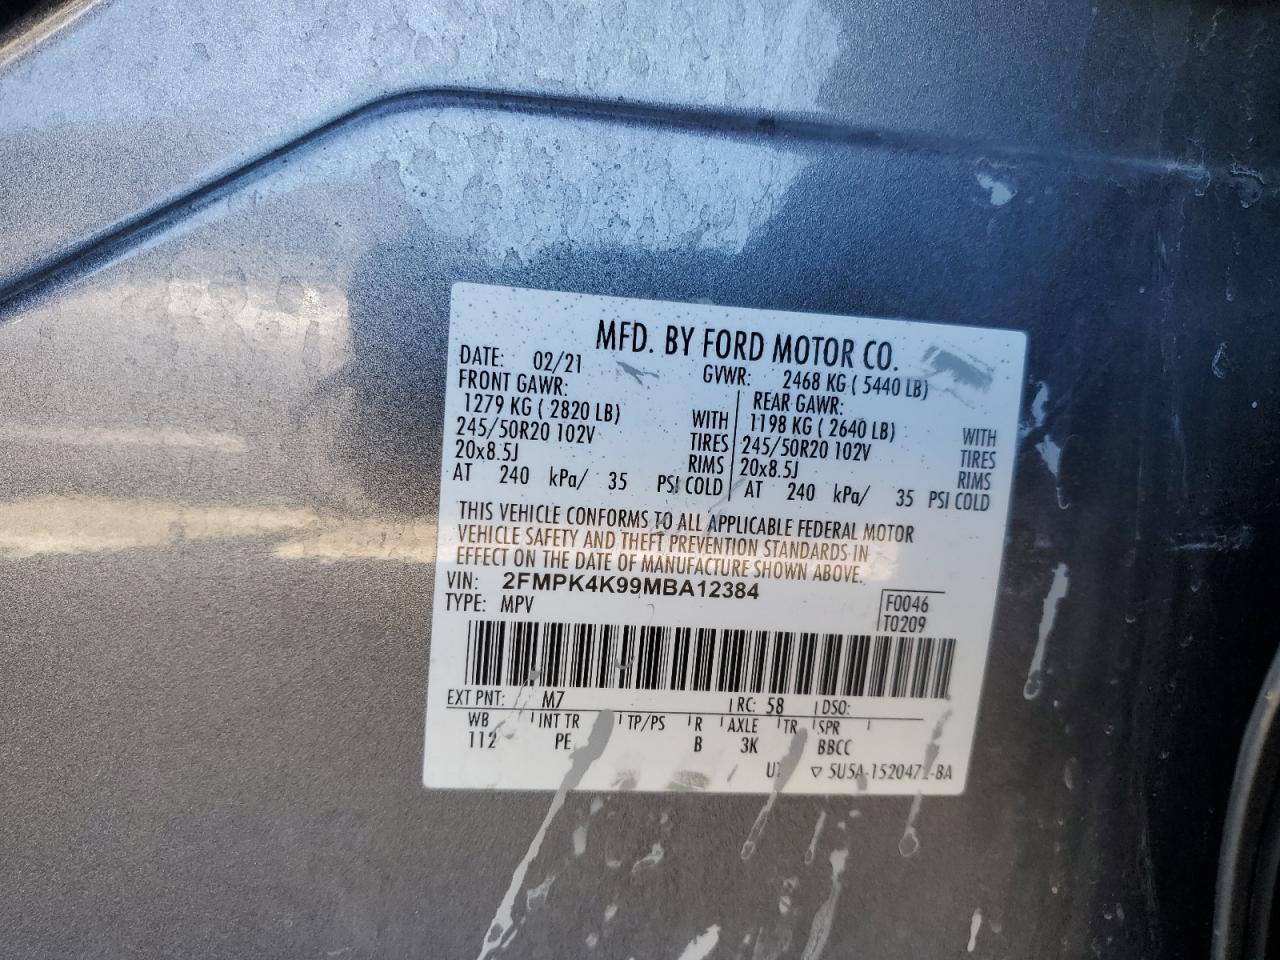 MFD. BY FORD MOTOR CO.
DATE: 02/21 GVWR: 2468 KG ( 5440 LB)
FRONT GAWR: REAR GAWR:
1279 KG ( 2820 LB) WITH 1198 KG ( 2640 LB) WITH
245/50R20 102V TIRES 245/50R20 102V TIRES
20x8.5J RIMS 20x8.5J RIMS
AT 240 kPa/ 35 PSI COLD AT 240 kPa/ 35 PSI COLD
THIS VEHICLE CONFORMS TO ALL APPLICABLE FEDERAL MOTOR
VEHICLE SAFETY AND THEFT PREVENTION STANDARDS IN
EFFECT ON THE DATE OF MANUFACTURE SHOWN ABOVE.
VIN: 2FMPK4K99MBA12384
TYPE: MPV
F0046
T0209
EXT PNT: M7 RC: 58 DSO:
WB INT TR TP/PS R AXLE TR SPR
112 PE B 3K BBCC